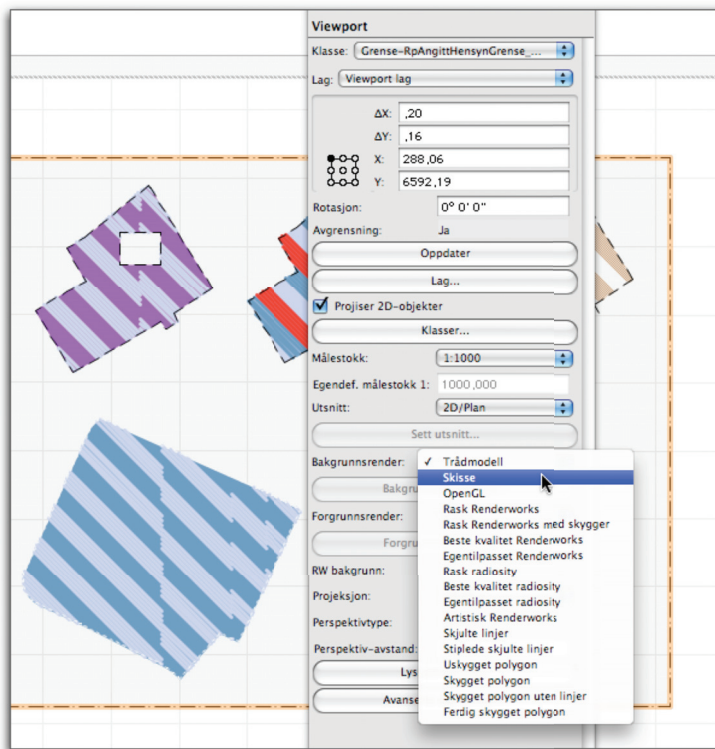 Viewport
Klasse: Grense-RpAngittHensynGrense_...
Lag: Viewport lag
ΔX: ,20
ΔY: ,16
X: 288,06
Y: 6592,19
Rotasjon: 0° 0' 0"
Avgrensning: Ja
Oppdater
Lag...
Projiser 2D-objekter
Klasser...
Målestokk: 1:1000
Egendef. målestokk 1: 1000,000
Utsnitt: 2D/Plan
Sett utsnitt...
Bakgrunnsrender: ✓ Trådmodell
Skisse
Bakgru
OpenGL
Rask Renderworks
Forgrunnsrender: Rask Renderworks med skygger
Beste kvalitet Renderworks
Forgru
Egentilpasset Renderworks
RW bakgrunn: Rask radiosity
Beste kvalitet radiosity
Projeksjon: Egentilpasset radiosity
Artistisk Renderworks
Perspektivtype: Skjulte linjer
Perspektiv-avstand: Stiplede skjulte linjer
Lys
Uskygget polygon
Skygget polygon
Avanse
Skygget polygon uten linjer
Ferdig skygget polygon